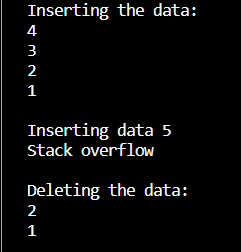 Inserting the data:
4
3
2
1
Inserting data 5
Stack overflow
Deleting the data:
2
1